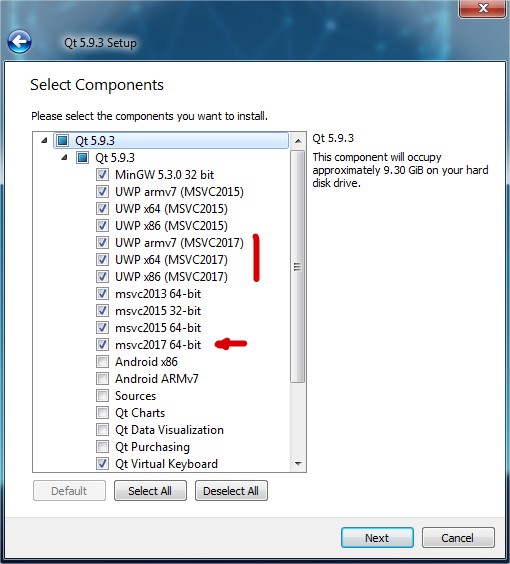 Qt 5.9.3 Setup
Select Components
Please select the components you want to install.
Qt 5.9.3
Qt 5.9.3
MinGW 5.3.0 32 bit
UWP armv7 (MSVC2015)
UWP x64 (MSVC2015)
UWP x86 (MSVC2015)
UWP armv7 (MSVC2017)
UWP x64 (MSVC2017)
UWP x86 (MSVC2017)
msvc2013 64-bit
msvc2015 32-bit
msvc2015 64-bit
msvc2017 64-bit
Android x86
Android ARMv7
Sources
Qt Charts
Qt Data Visualization
Qt Purchasing
Qt Virtual Keyboard
Qt 5.9.3
This component will occupy
approximately 9.30 GiB on your hard
disk drive.
Default
Select All
Deselect All
Next
Cancel